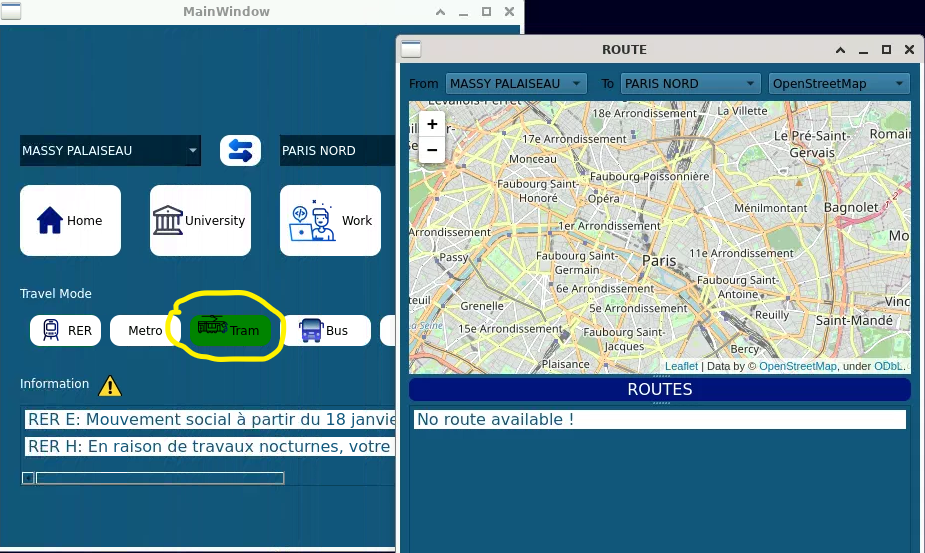 MainWindow
MASSY PALAISEAU
PARIS NORD
Home
University
Work
Travel Mode
RER
Metro
Tram
Bus
Information
RER E: Mouvement social à partir du 18 janvie
RER H: En raison de travaux nocturnes, votre
ROUTE
From MASSY PALAISEAU To PARIS NORD OpenStreetMap
+
−
Levallois-Perret
18e Arrondissement
La Villette
17e Arrondissement
Le Pré-Saint-Gervais
Romain
Monceau
Faubourg Poissonnière
Faubourg Saint-Honoré
Opéra
Ménilmontant
Bagnolet
Arrondissement
1er Arrondissement
Mo
Passy
Faubourg Saint-Germain
Paris
11e Arrondissement
6e Arrondissement
Faubourg Saint-Antoine
teuil
Grenelle
5e Arrondissement
Reuilly
Vinc
la Seine
15e Arrondissement
Faubourg Saint-Jacques
Saint-Mandé
Bercy
Plaisance
Leaflet | Data by © OpenStreetMap, under ODbL.
ROUTES
No route available !